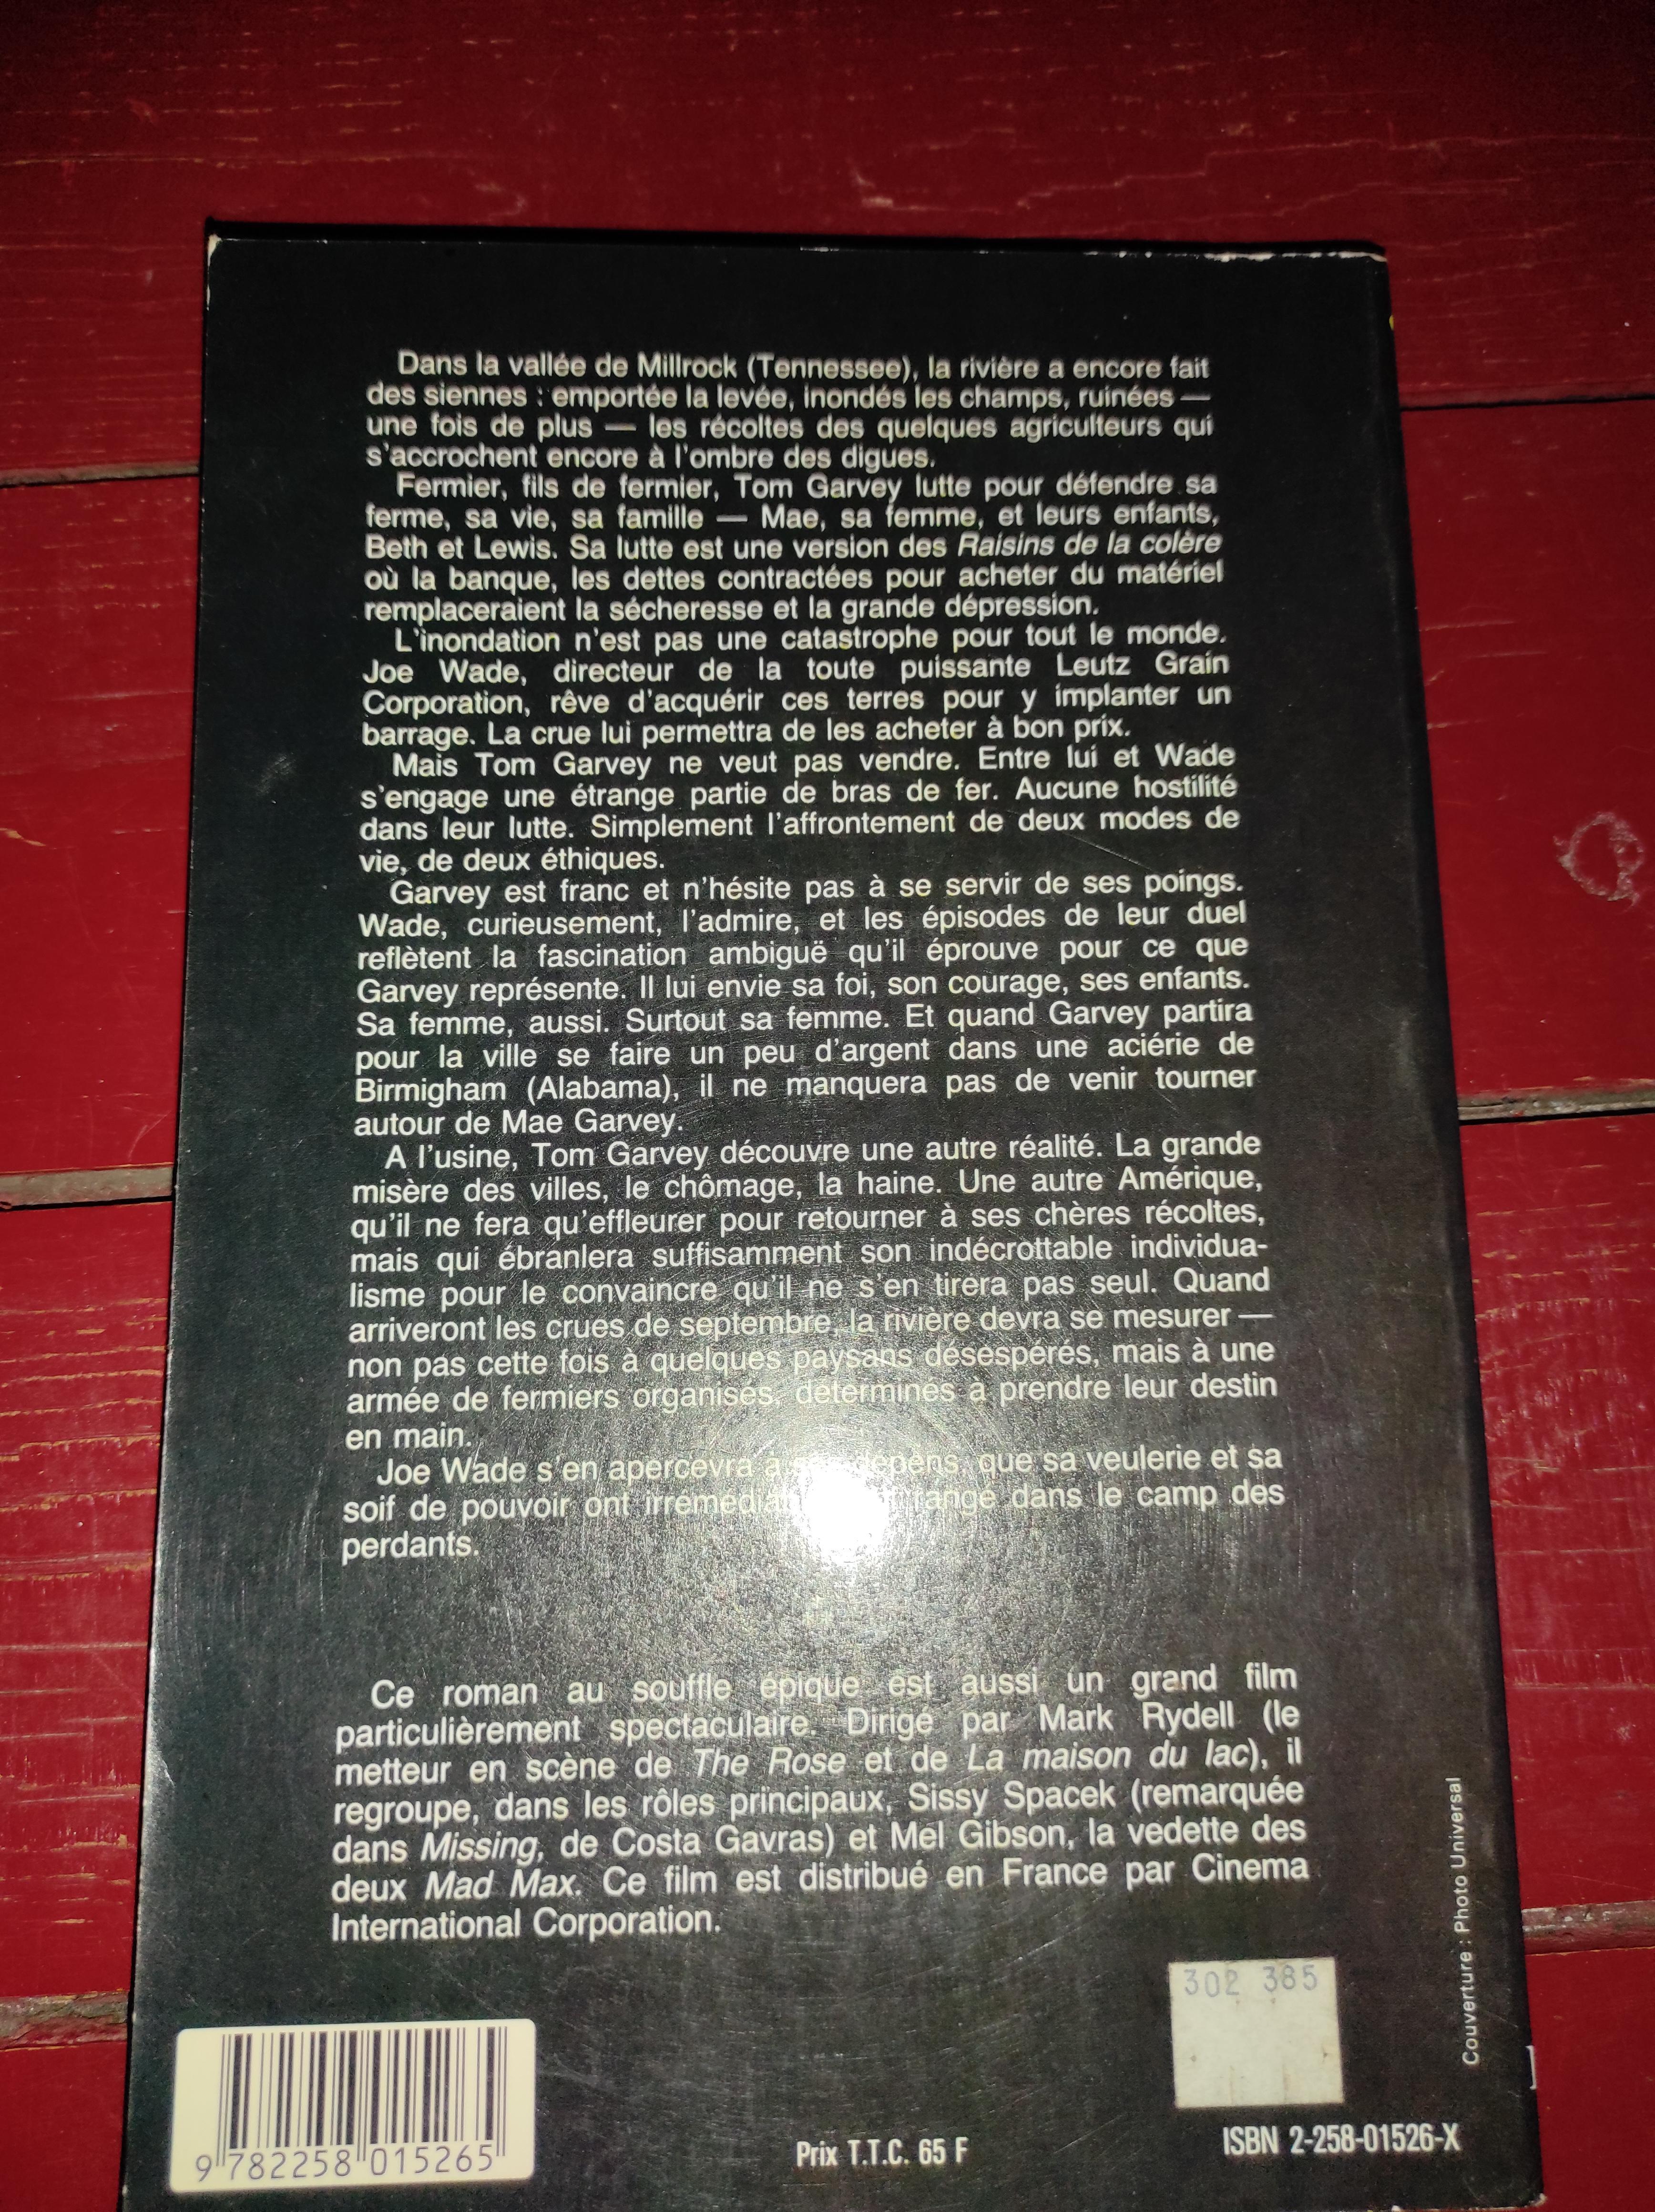 Dans la vallée de Millrock (Tennessee), la rivière a encore fait
des siennes : emportée la levée, inondés les champs, ruinées —
une fois de plus — les récoltes des quelques agriculteurs qui
s'accrochent encore à l'ombre des digues.
Fermier, fils de fermier, Tom Garvey lutte pour défendre sa
ferme, sa vie, sa famille — Mae, sa femme, et leurs enfants,
Beth et Lewis. Sa lutte est une version des Raisins de la colère
où la banque, les dettes contractées pour acheter du matériel
remplaceraient la sécheresse et la grande dépression.
L'inondation n'est pas une catastrophe pour tout le monde.
Joe Wade, directeur de la toute puissante Leutz Grain
Corporation, rêve d'acquérir ces terres pour y implanter un
barrage. La crue lui permettra de les acheter à bon prix.
Mais Tom Garvey ne veut pas vendre. Entre lui et Wade
s'engage une étrange partie de bras de fer. Aucune hostilité
dans leur lutte. Simplement l'affrontement de deux modes de
vie, de deux éthiques.
Garvey est franc et n'hésite pas à se servir de ses poings.
Wade, curieusement, l'admire, et les épisodes de leur duel
reflètent la fascination ambiguë qu'il éprouve pour ce que
Garvey représente. Il lui envie sa foi, son courage, ses enfants.
Sa femme, aussi. Surtout sa femme. Et quand Garvey partira
pour la ville se faire un peu d'argent dans une aciérie de
Birmigham (Alabama), il ne manquera pas de venir tourner
autour de Mae Garvey.
A l'usine, Tom Garvey découvre une autre réalité. La grande
misère des villes, le chômage, la haine. Une autre Amérique,
qu'il ne fera qu'effleurer pour retourner à ses chères récoltes,
mais qui ébranlera suffisamment son indécrottable individua-
lisme pour le convaincre qu'il ne s'en tirera pas seul. Quand
arriveront les crues de septembre, la rivière devra se mesurer —
non pas cette fois à quelques paysans désespérés, mais à une
armée de fermiers organisés, déterminés à prendre leur destin
en main.
Joe Wade s'en apercevra dépens, que sa veulerie et sa
soif de pouvoir ont rangé dans le camp des
perdants.
Ce roman au souffle épique est aussi un grand film
particulièrement spectaculaire. Dirigé par Mark Rydell (le
metteur en scène de The Rose et de La maison du lac), il
regroupe, dans les rôles principaux, Sissy Spacek (remarquée
dans Missing, de Costa Gavras) et Mel Gibson, la vedette des
deux Mad Max. Ce film est distribué en France par Cinema
International Corporation.
Couverture : Photo Universal
302 385
9 782258 015265
Prix T.T.C. 65 F
ISBN 2-258-01526-X